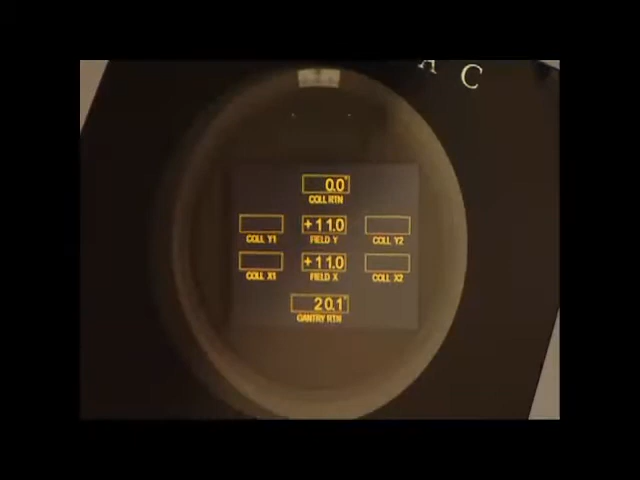 A C
0.0°
COLL RTN
+11.0
COLL Y1 FIELD Y COLL Y2
+11.0
COLL X1 FIELD X COLL X2
20.1°
GANTRY RTN